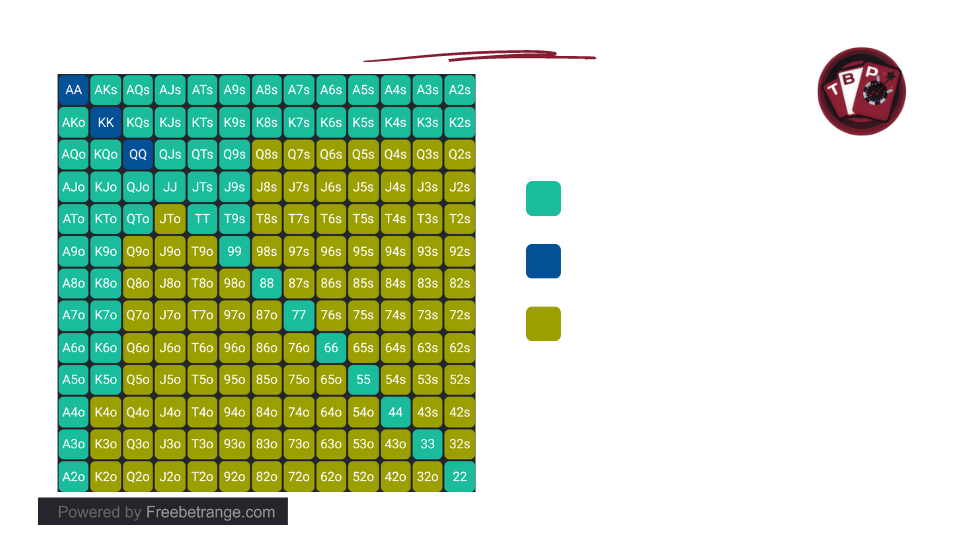 TBP
AA AKs AQs AJs ATs A9s A8s A7s A6s A5s A4s A3s A2s
AKo KK KQs KJs KTs K9s K8s K7s K6s K5s K4s K3s K2s
AQo KQo QQ QJs QTs Q9s Q8s Q7s Q6s Q5s Q4s Q3s Q2s
AJo KJo QJo JJ JTs J9s J8s J7s J6s J5s J4s J3s J2s
ATo KTo QTo JTo TT T9s T8s T7s T6s T5s T4s T3s T2s
A9o K9o Q9o J9o T9o 99 98s 97s 96s 95s 94s 93s 92s
A8o K8o Q8o J8o T8o 98o 88 87s 86s 85s 84s 83s 82s
A7o K7o Q7o J7o T7o 97o 87o 77 76s 75s 74s 73s 72s
A6o K6o Q6o J6o T6o 96o 86o 76o 66 65s 64s 63s 62s
A5o K5o Q5o J5o T5o 95o 85o 75o 65o 55 54s 53s 52s
A4o K4o Q4o J4o T4o 94o 84o 74o 64o 54o 44 43s 42s
A3o K3o Q3o J3o T3o 93o 83o 73o 63o 53o 43o 33 32s
A2o K2o Q2o J2o T2o 92o 82o 72o 62o 52o 42o 32o 22
Powered by Freebetrange.com